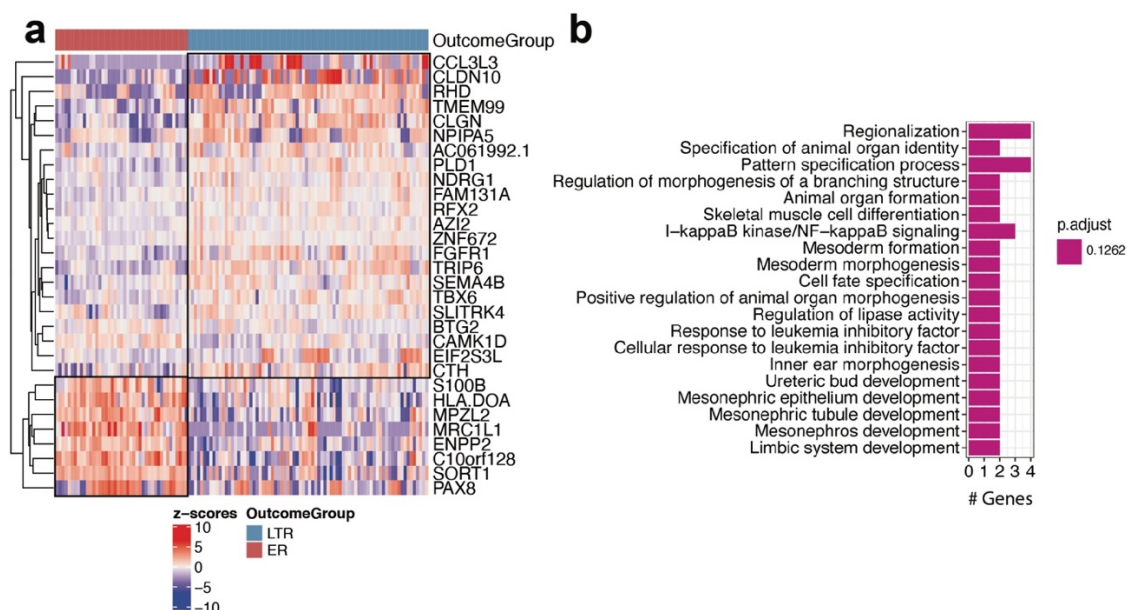 a
OutcomeGroup
CCL3L3
CLDN10
RHD
TMEM99
CLGN
NPIPA5
AC061992.1
PLD1
NDRG1
FAM131A
RFX2
AZI2
ZNF672
FGFR1
TRIP6
SEMA4B
TBX6
SLITRK4
BTG2
CAMK1D
EIF2S3L
CTH
S100B
HLA.DOA
MPZL2
MRC1L1
ENPP2
C10orf128
SORT1
PAX8
z-scores
10
5
0
-5
-10
OutcomeGroup
LTR
ER
b
Regionalization
Specification of animal organ identity
Pattern specification process
Regulation of morphogenesis of a branching structure
Animal organ formation
Skeletal muscle cell differentiation
I-kappaB kinase/NF-kappaB signaling
Mesoderm formation
Mesoderm morphogenesis
Cell fate specification
Positive regulation of animal organ morphogenesis
Regulation of lipase activity
Response to leukemia inhibitory factor
Cellular response to leukemia inhibitory factor
Inner ear morphogenesis
Ureteric bud development
Mesonephric epithelium development
Mesonephric tubule development
Mesonephros development
Limbic system development
0 1 2 3 4
# Genes
p.adjust
0.1262